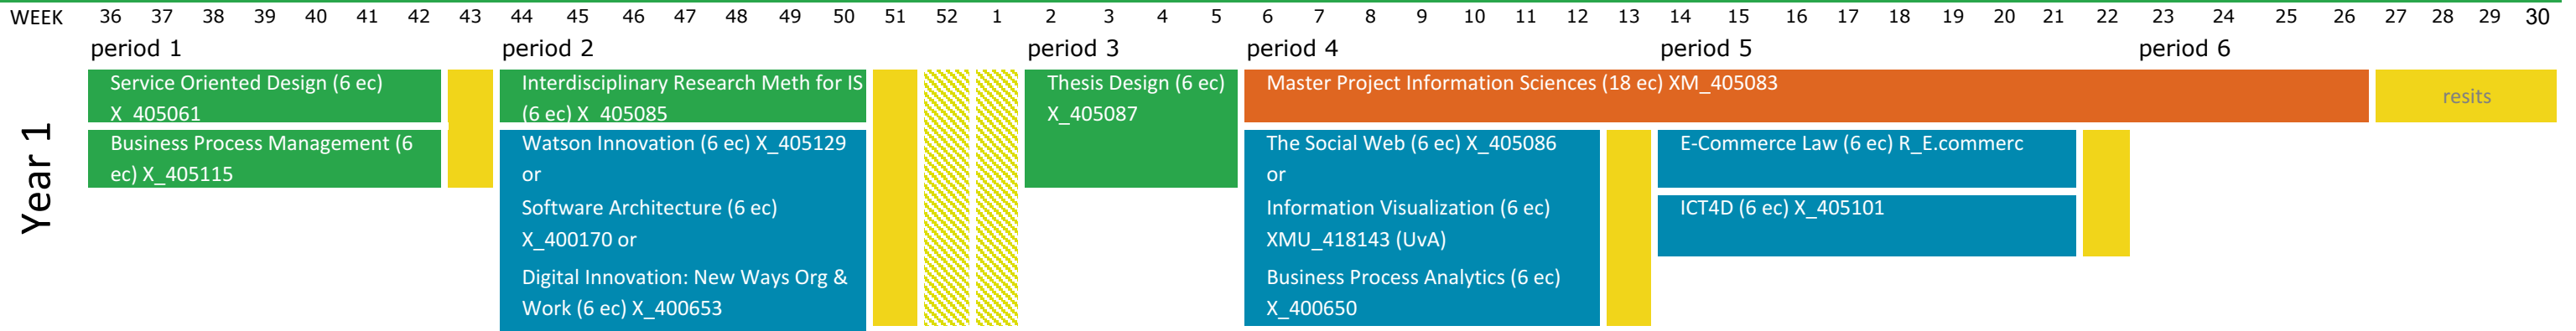 WEEK 36 37 38 39 40 41 42 43 44 45 46 47 48 49 50 51 52 1 2 3 4 5 6 7 8 9 10 11 12 13 14 15 16 17 18 19 20 21 22 23 24 25 26 27 28 29 30
period 1 period 2 period 3 period 4 period 5 period 6
Year 1
Service Oriented Design (6 ec)
X_405061
Business Process Management (6
ec) X_405115
Interdisciplinary Research Meth for IS
(6 ec) X_405085
Watson Innovation (6 ec) X_405129
or
Software Architecture (6 ec)
X_400170 or
Digital Innovation: New Ways Org &
Work (6 ec) X_400653
Thesis Design (6 ec)
X_405087
Master Project Information Sciences (18 ec) XM_405083
resits
The Social Web (6 ec) X_405086
or
Information Visualization (6 ec)
XMU_418143 (UvA)
Business Process Analytics (6 ec)
X_400650
E-Commerce Law (6 ec) R_E.commerc
ICT4D (6 ec) X_405101